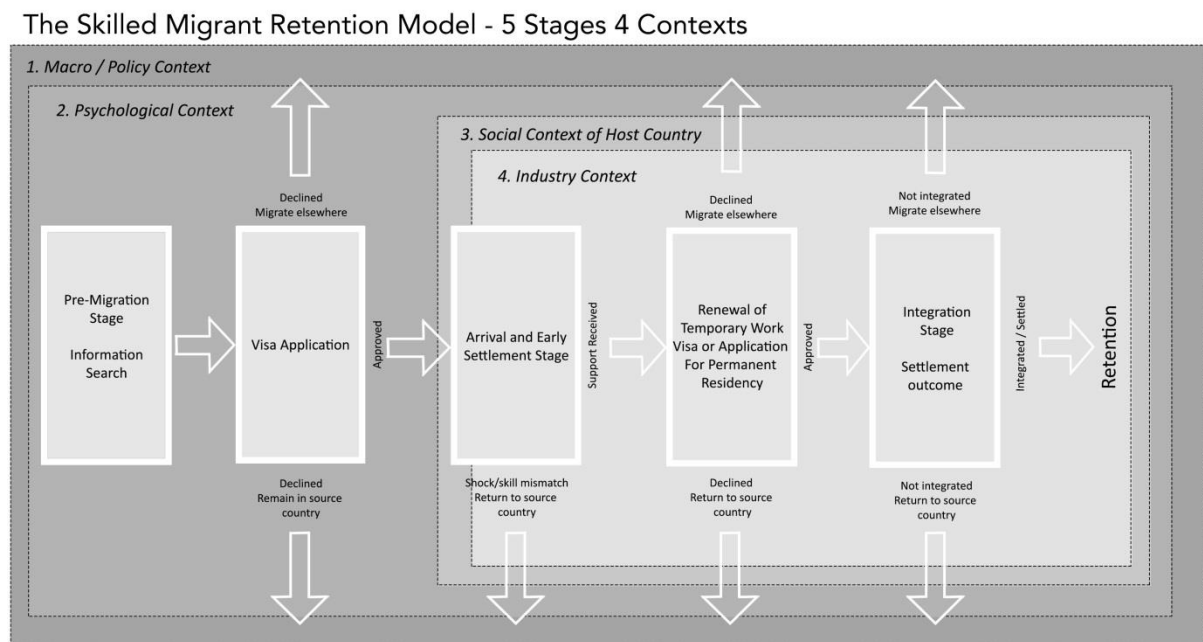 The Skilled Migrant Retention Model - 5 Stages 4 Contexts
1. Macro / Policy Context
2. Psychological Context
3. Social Context of Host Country
4. Industry Context
Declined
Migrate elsewhere
Declined
Migrate elsewhere
Not integrated
Migrate elsewhere
Pre-Migration
Stage
Information
Search
Visa Application
Approved
Arrival and Early
Settlement Stage
Support Received
Renewal of
Temporary Work
Visa or Application
For Permanent
Residency
Approved
Integration
Stage
Settlement
outcome
Integrated / Settled
Retention
Declined
Remain in source
country
Shock/skill mismatch
Return to source
country
Declined
Return to source
country
Not integrated
Return to source
country